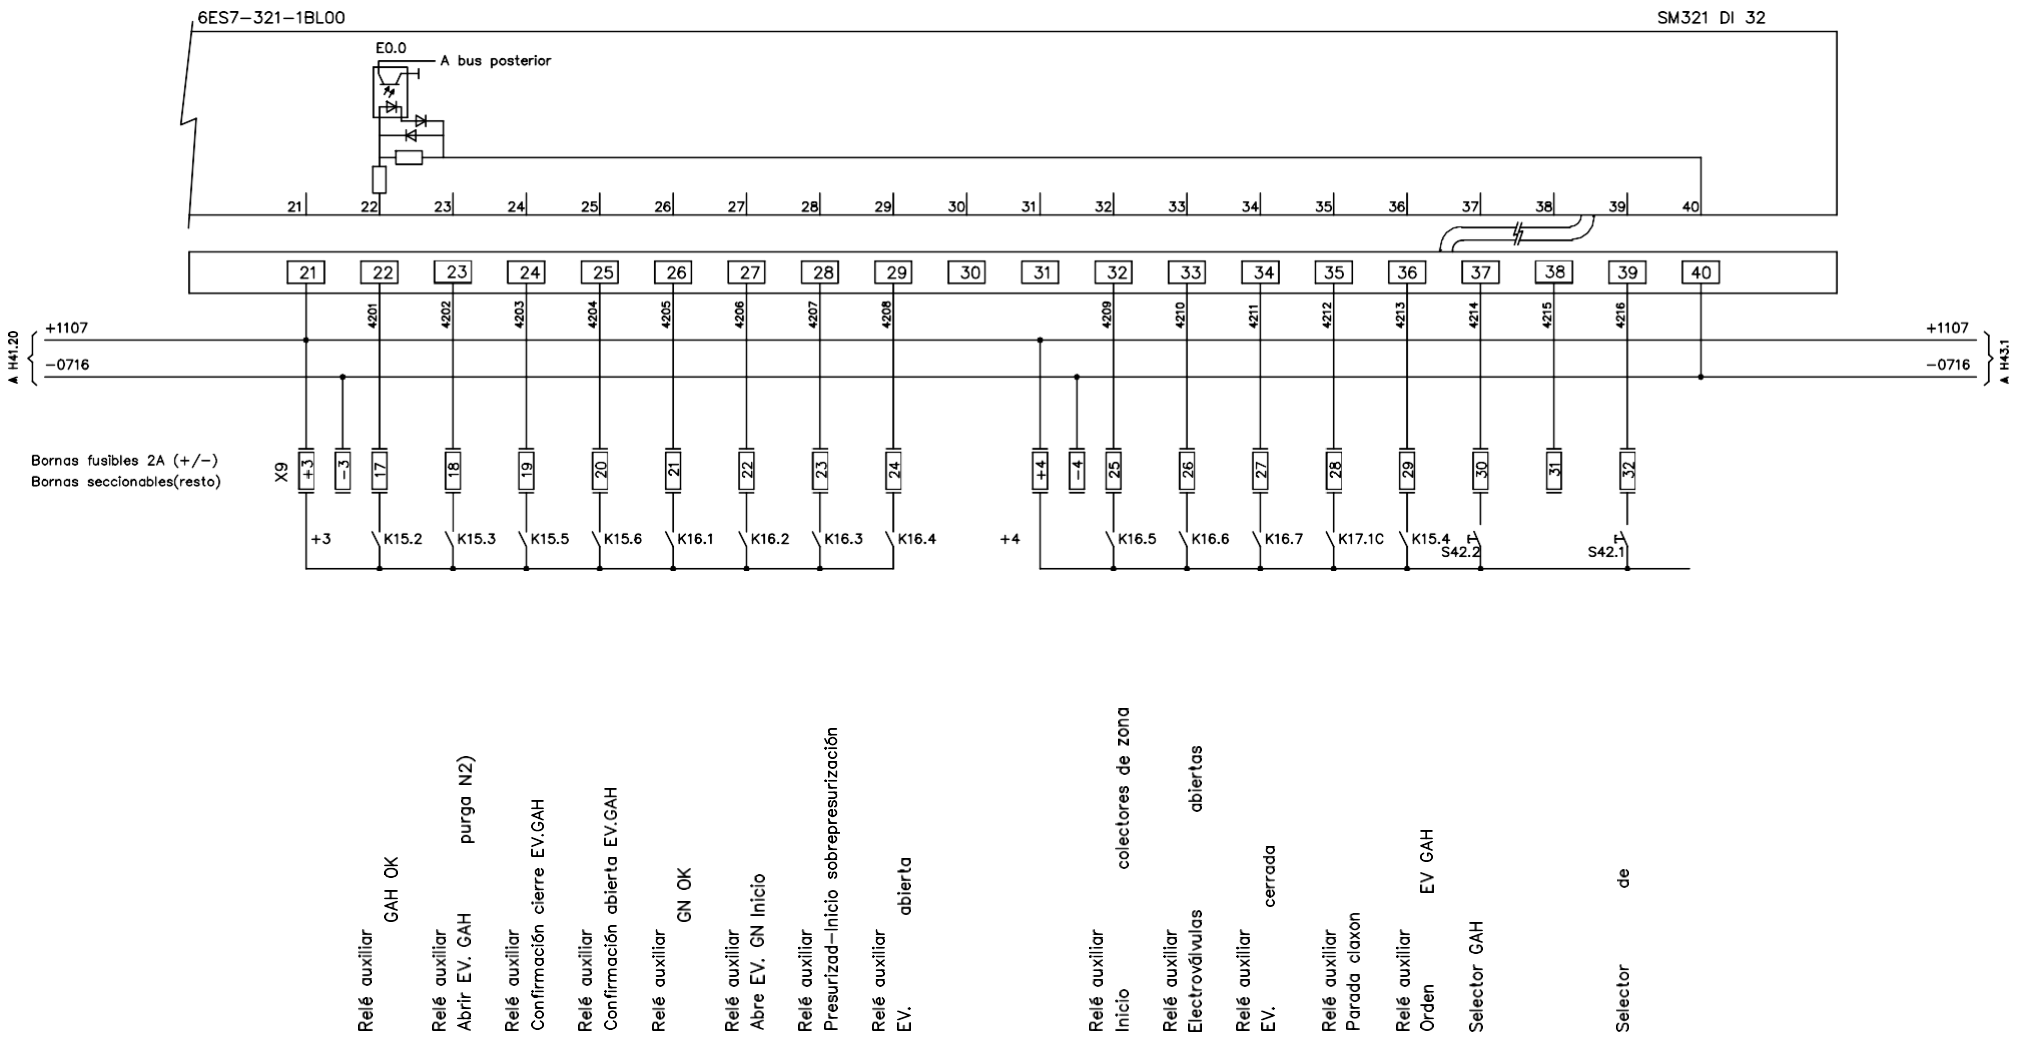 6ES7-321-1BL00
SM321 DI 32
E0.0
A bus posterior
21 22 23 24 25 26 27 28 29 30 31 32 33 34 35 36 37 38 39 40
21 22 23 24 25 26 27 28 29 30 31 32 33 34 35 36 37 38 39 40
4201 4202 4203 4204 4205 4206 4207 4208 4209 4210 4211 4212 4213 4214 4215 4216
A H41.20
+1107
-0716
+1107
-0716
A H43.1
Bornas fusibles 2A (+/-)
Bornas seccionables(resto)
X9
+3 -3 17 18 19 20 21 22 23 24 +4 -4 25 26 27 28 29 30 31 32
+3 K15.2 K15.3 K15.5 K15.6 K16.1 K16.2 K16.3 K16.4 +4 K16.5 K16.6 K16.7 K17.1C K15.4
S42.2
S42.1
Relé auxiliar
GAH OK
Relé auxiliar
Abrir EV. GAH purga N2)
Relé auxiliar
Confirmación cierre EV.GAH
Relé auxiliar
Confirmación abierta EV.GAH
Relé auxiliar
GN OK
Relé auxiliar
Abre EV. GN Inicio
Relé auxiliar
Presurizad-Inicio sobrepresurización
Relé auxiliar
EV. abierta
Relé auxiliar
Inicio colectores de zona
Relé auxiliar
Electroválvulas abiertas
Relé auxiliar
EV. cerrada
Relé auxiliar
Parada claxon
Relé auxiliar
Orden EV GAH
Selector GAH
Selector de